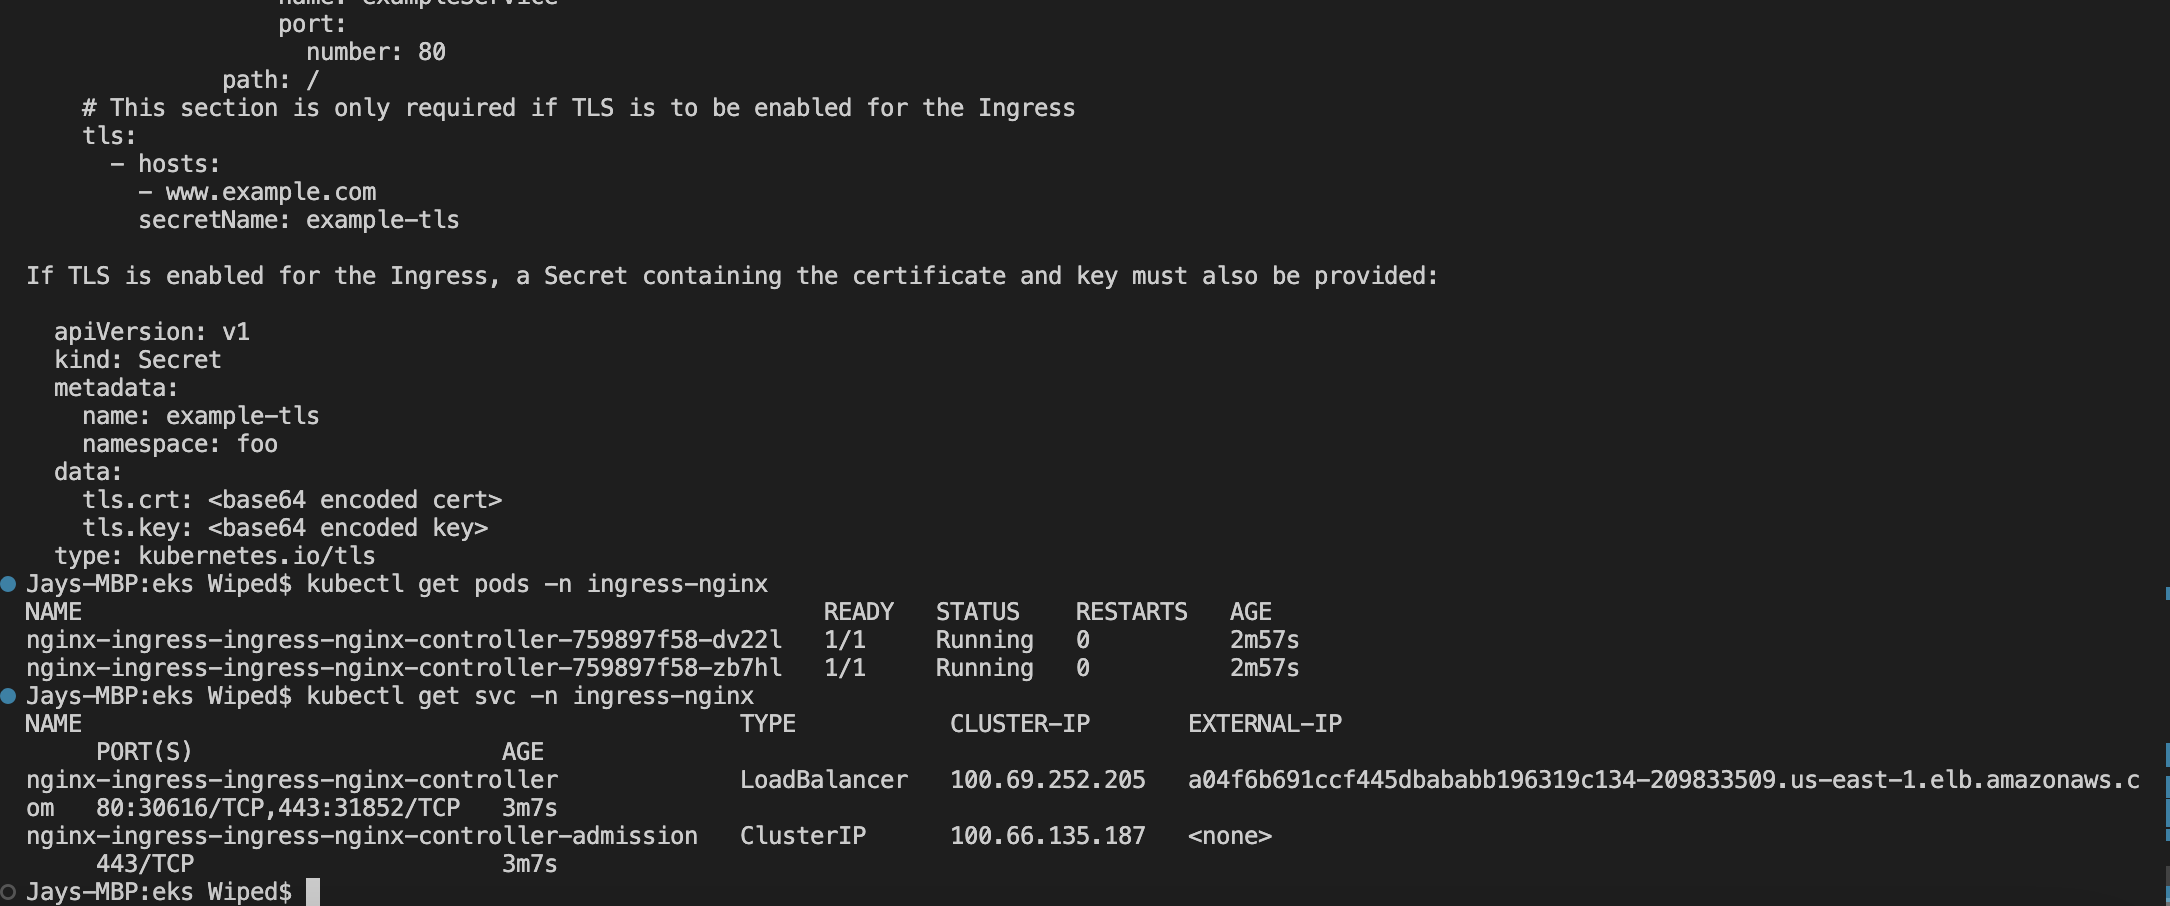 name: exampleService
port:
number: 80
path: /
# This section is only required if TLS is to be enabled for the Ingress
tls:
- hosts:
- www.example.com
secretName: example-tls
If TLS is enabled for the Ingress, a Secret containing the certificate and key must also be provided:
apiVersion: v1
kind: Secret
metadata:
name: example-tls
namespace: foo
data:
tls.crt: <base64 encoded cert>
tls.key: <base64 encoded key>
type: kubernetes.io/tls
Jays-MBP:eks Wiped$ kubectl get pods -n ingress-nginx
NAME READY STATUS RESTARTS AGE
nginx-ingress-ingress-nginx-controller-759897f58-dv22l 1/1 Running 0 2m57s
nginx-ingress-ingress-nginx-controller-759897f58-zb7hl 1/1 Running 0 2m57s
Jays-MBP:eks Wiped$ kubectl get svc -n ingress-nginx
NAME TYPE CLUSTER-IP EXTERNAL-IP
PORT(S) AGE
nginx-ingress-ingress-nginx-controller LoadBalancer 100.69.252.205 a04f6b691ccf445dbababb196319c134-209833509.us-east-1.elb.amazonaws.c
om 80:30616/TCP,443:31852/TCP 3m7s
nginx-ingress-ingress-nginx-controller-admission ClusterIP 100.66.135.187 <none>
443/TCP 3m7s
Jays-MBP:eks Wiped$